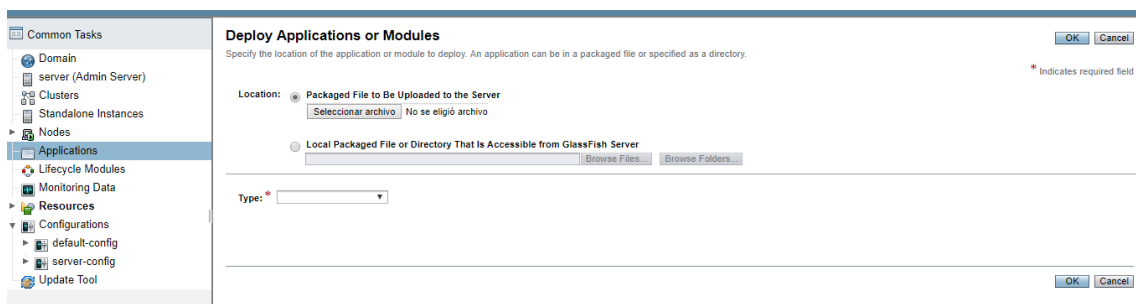 Common Tasks
Domain
server (Admin Server)
Clusters
Standalone Instances
Nodes
Applications
Lifecycle Modules
Monitoring Data
Resources
Configurations
default-config
server-config
Update Tool
Deploy Applications or Modules
OK Cancel
Specify the location of the application or module to deploy. An application can be in a packaged file or specified as a directory.
* Indicates required field
Location: Packaged File to Be Uploaded to the Server
Seleccionar archivo No se eligió archivo
Local Packaged File or Directory That Is Accessible from GlassFish Server
Browse Files... Browse Folders...
Type: *
OK Cancel